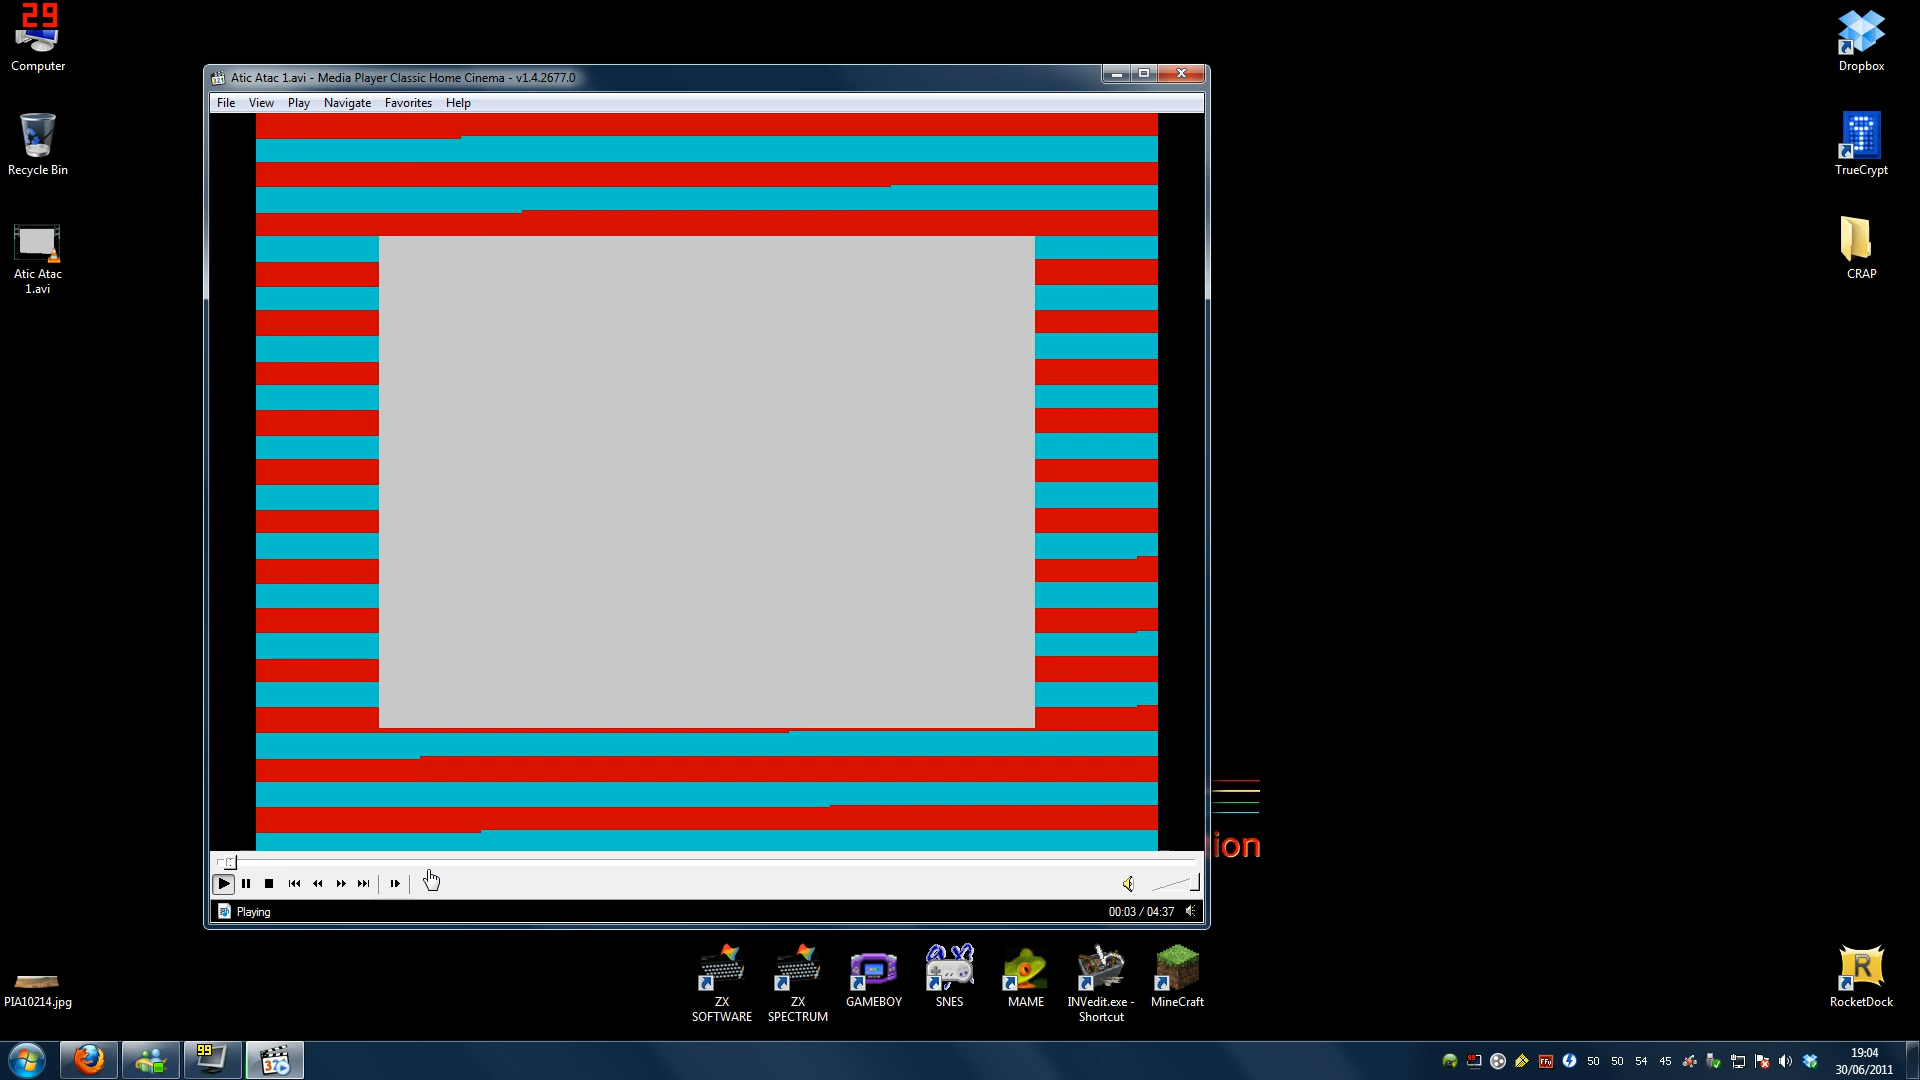 29
Computer
Recycle Bin
Atic Atac
1.avi
PIA10214.jpg
Atic Atac 1.avi - Media Player Classic Home Cinema - v1.4.2677.0
File View Play Navigate Favorites Help
Playing
00:03 / 04:37
ion
Dropbox
TrueCrypt
CRAP
RocketDock
ZX
SOFTWARE
ZX
SPECTRUM
GAMEBOY
SNES
MAME
INVedit.exe -
Shortcut
MineCraft
99
321
50 50 54 45
19:04
30/06/2011